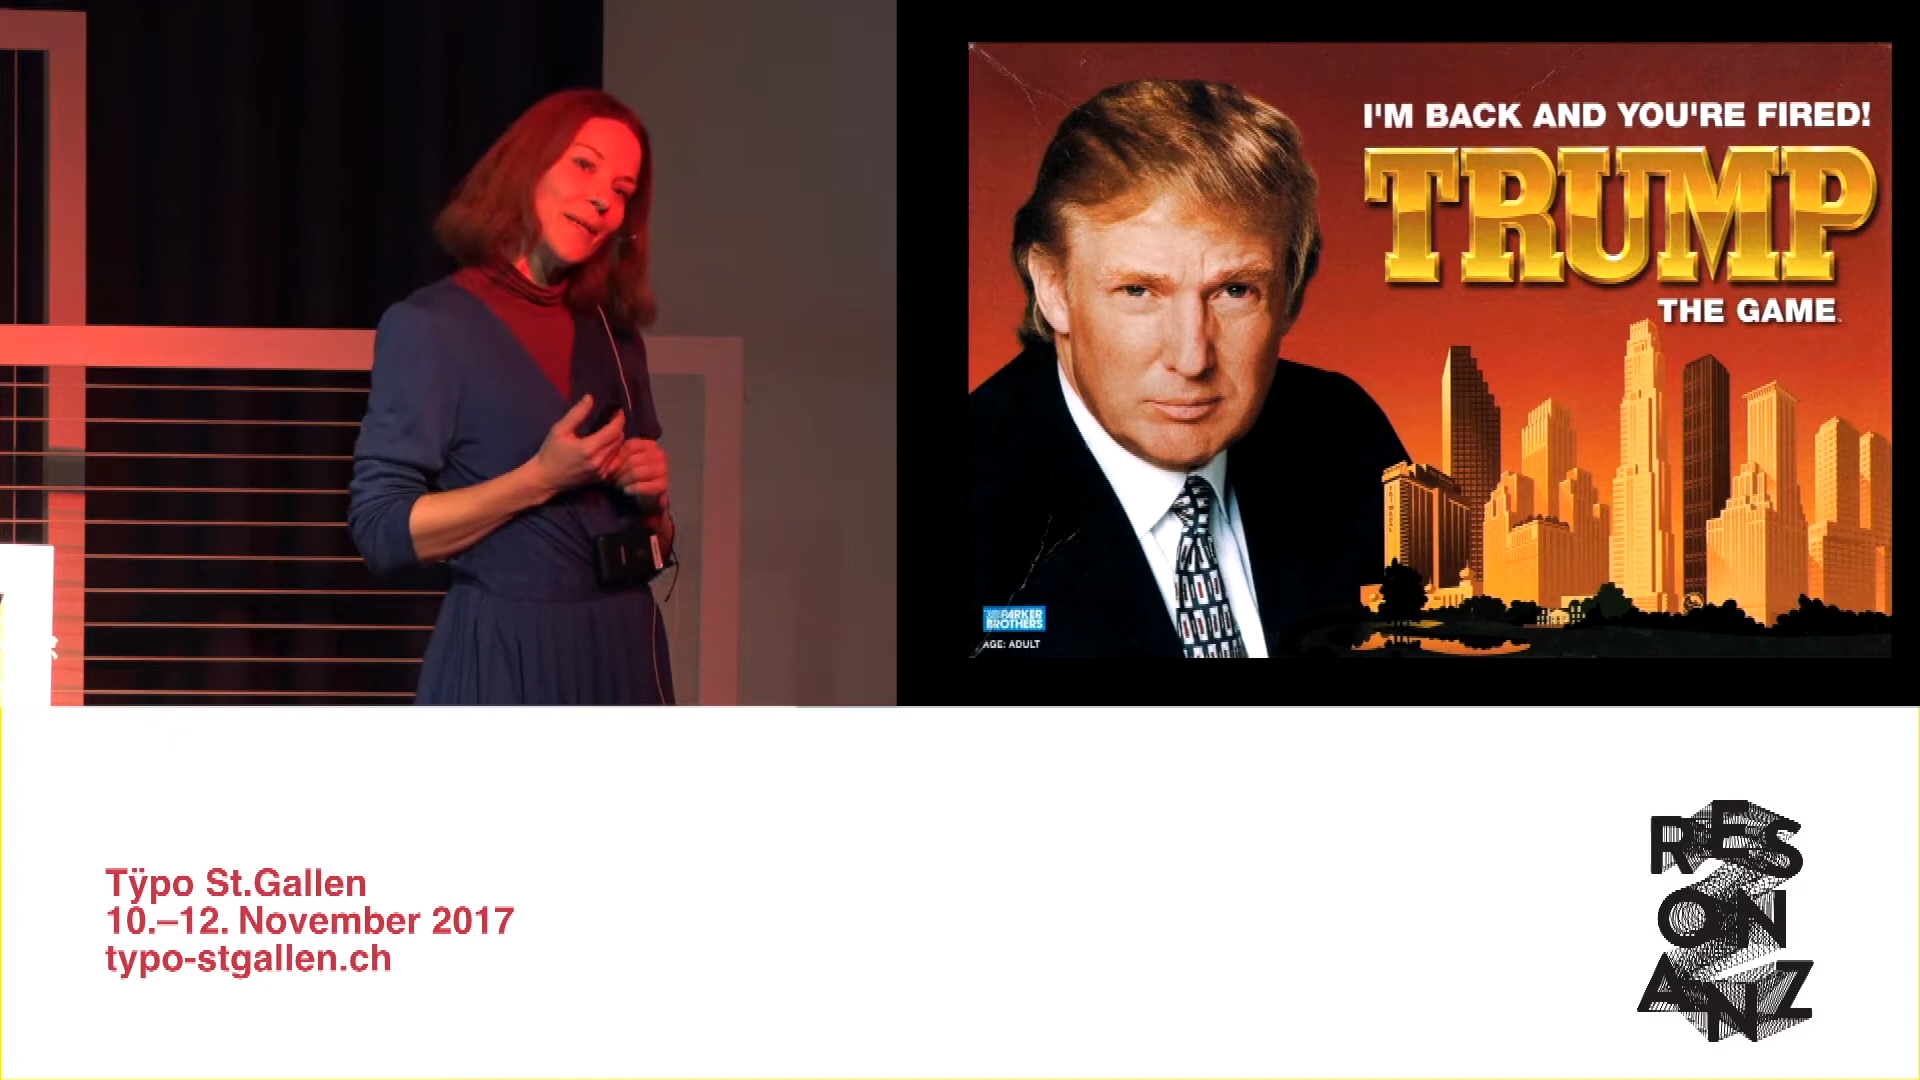 I'M BACK AND YOU'RE FIRED!
TRUMP
THE GAME
PARKER
BROTHERS
AGE: ADULT
Tÿpo St.Gallen
10.–12. November 2017
typo-stgallen.ch
RES
ON
ANZ